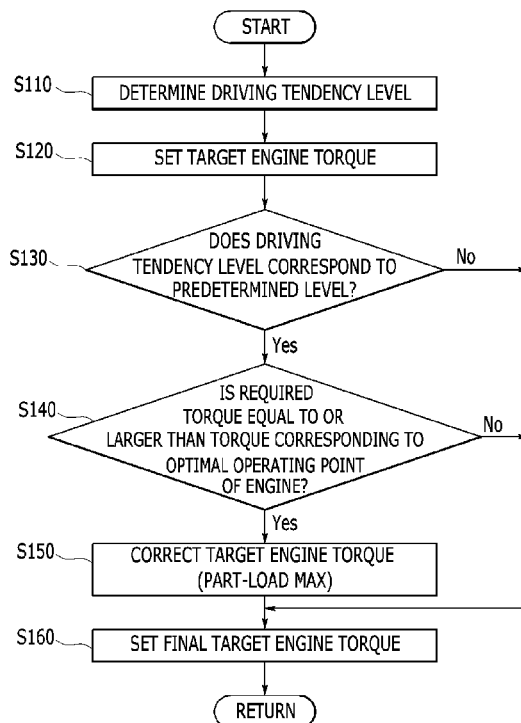 START
S110
DETERMINE DRIVING TENDENCY LEVEL
S120
SET TARGET ENGINE TORQUE
S130
DOES DRIVING
TENDENCY LEVEL CORRESPOND TO
PREDETERMINED LEVEL?
No
Yes
S140
IS REQUIRED
TORQUE EQUAL TO OR
LARGER THAN TORQUE CORRESPONDING TO
OPTIMAL OPERATING POINT
OF ENGINE?
No
Yes
S150
CORRECT TARGET ENGINE TORQUE
(PART-LOAD MAX)
S160
SET FINAL TARGET ENGINE TORQUE
RETURN